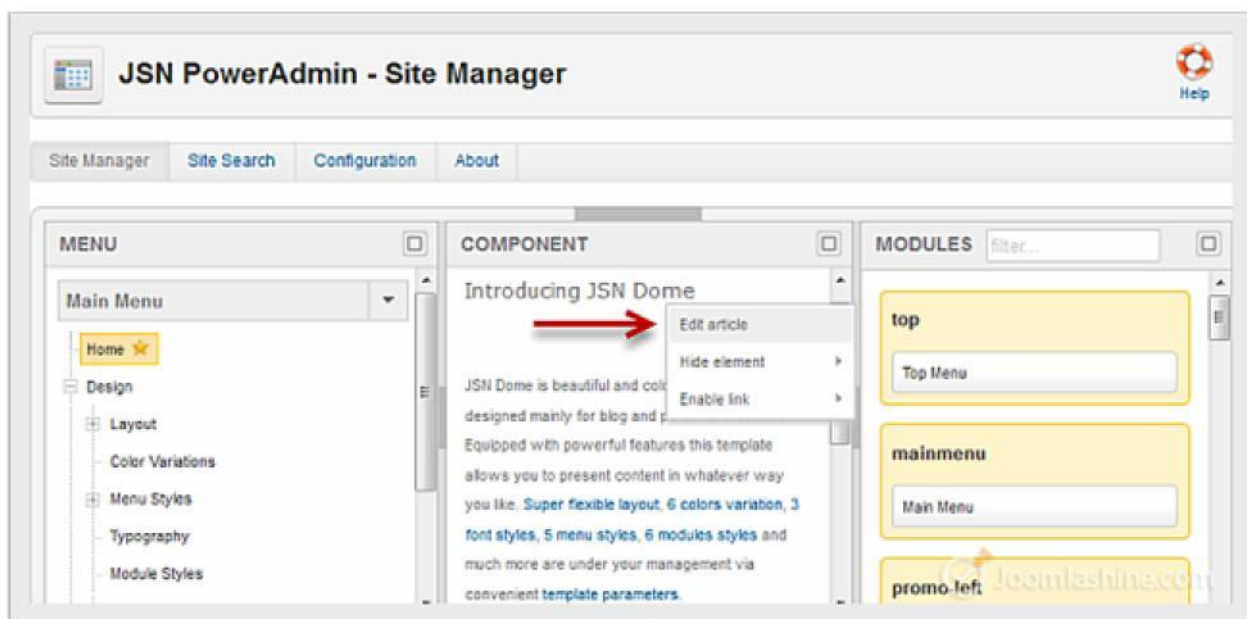 JSN PowerAdmin - Site Manager
Help
Site Manager
Site Search
Configuration
About
MENU
Main Menu
Home
Design
Layout
Color Variations
Menu Styles
Typography
Module Styles
COMPONENT
Introducing JSN Dome
Edit article
Hide element
Enable link
JSN Dome is beautiful and
designed mainly for blog and
Equipped with powerful features this template
allows you to present content in whatever way
you like. Super flexible layout, 6 colors variation, 3
font styles, 5 menu styles, 6 modules styles and
much more are under your management via
convenient template parameters.
MODULES filter...
top
Top Menu
mainmenu
Main Menu
promo-left
Joomlashine.com